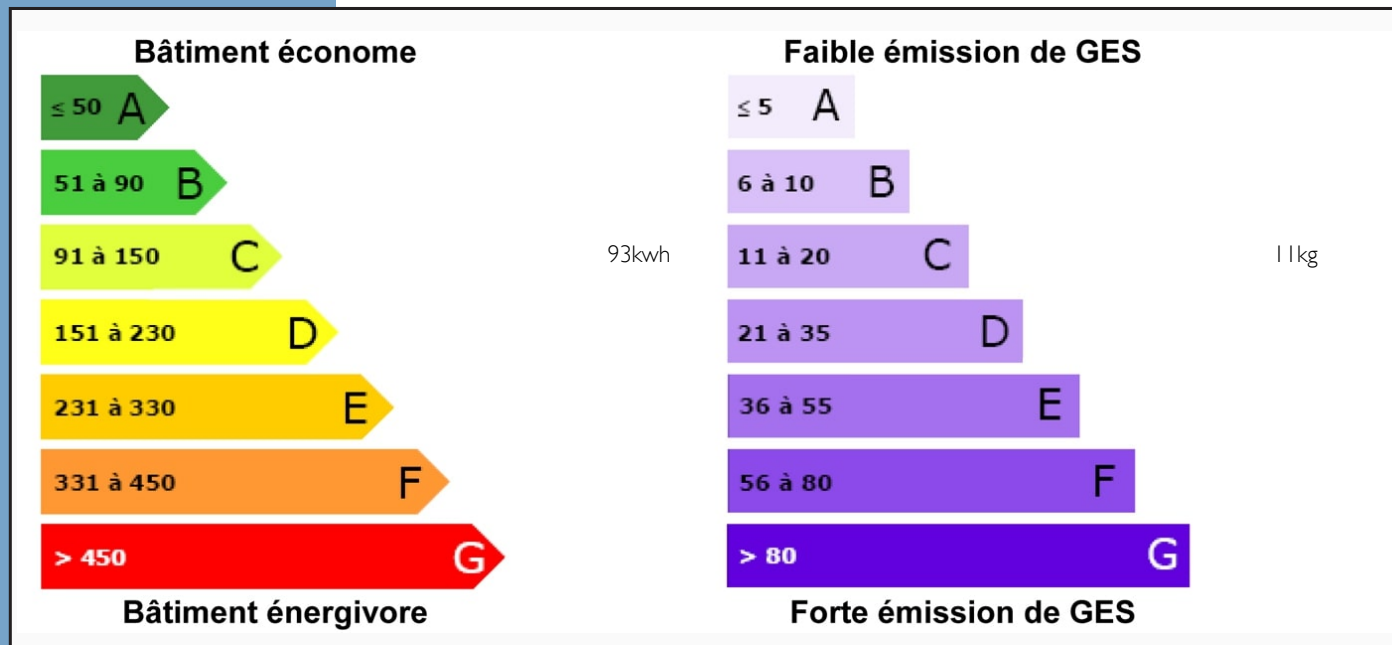 Bâtiment économe
≤ 50 A
51 à 90 B
91 à 150 C
93kwh
151 à 230 D
231 à 330 E
331 à 450 F
> 450 G
Bâtiment énergivore
Faible émission de GES
≤ 5 A
6 à 10 B
11 à 20 C
11kg
21 à 35 D
36 à 55 E
56 à 80 F
> 80 G
Forte émission de GES